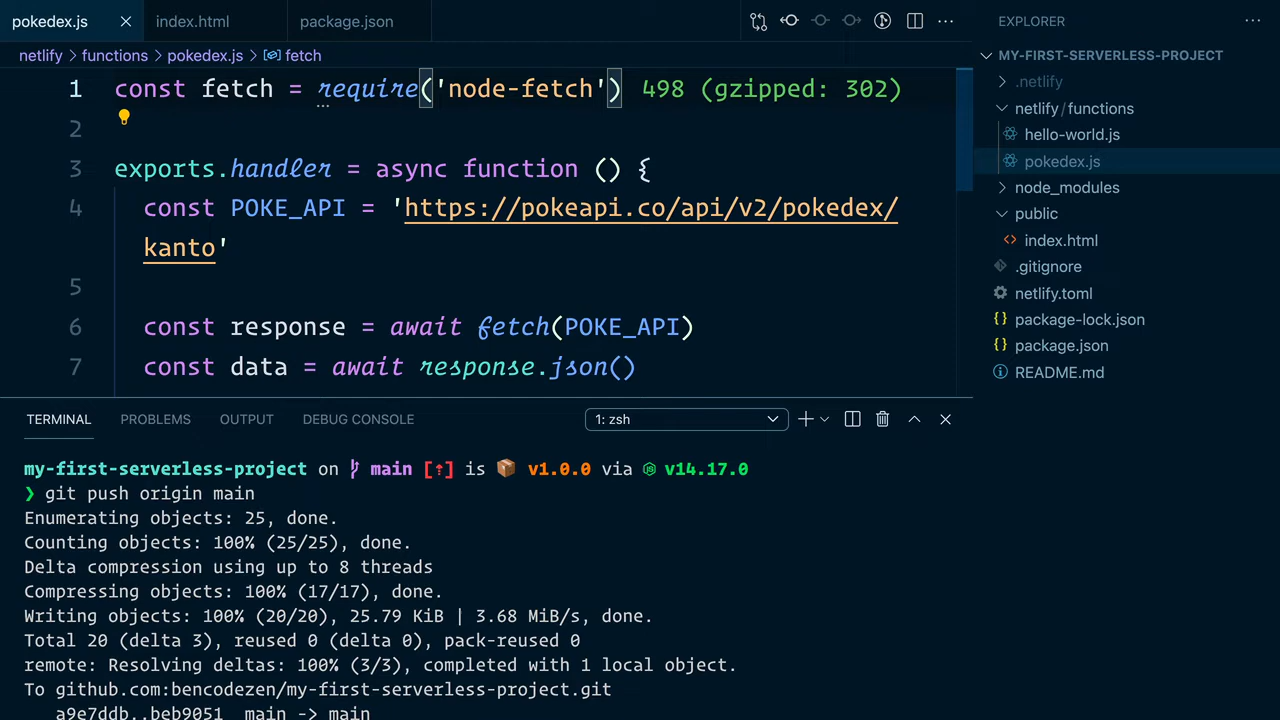 pokedex.js index.html package.json
netlify > functions > pokedex.js > fetch
1 const fetch = require('node-fetch') 498 (gzipped: 302)
2
3 exports.handler = async function () {
4 const POKE_API = 'https://pokeapi.co/api/v2/pokedex/
kanto'
5
6 const response = await fetch(POKE_API)
7 const data = await response.json()
EXPLORER
MY-FIRST-SERVERLESS-PROJECT
.netlify
netlify/functions
hello-world.js
pokedex.js
node_modules
public
index.html
.gitignore
netlify.toml
package-lock.json
package.json
README.md
TERMINAL PROBLEMS OUTPUT DEBUG CONSOLE 1: zsh
my-first-serverless-project on main [⇡] is 📦 v1.0.0 via v14.17.0
❯ git push origin main
Enumerating objects: 25, done.
Counting objects: 100% (25/25), done.
Delta compression using up to 8 threads
Compressing objects: 100% (17/17), done.
Writing objects: 100% (20/20), 25.79 KiB | 3.68 MiB/s, done.
Total 20 (delta 3), reused 0 (delta 0), pack-reused 0
remote: Resolving deltas: 100% (3/3), completed with 1 local object.
To github.com:bencodezen/my-first-serverless-project.git
a9e7ddb..beb9051 main -> main